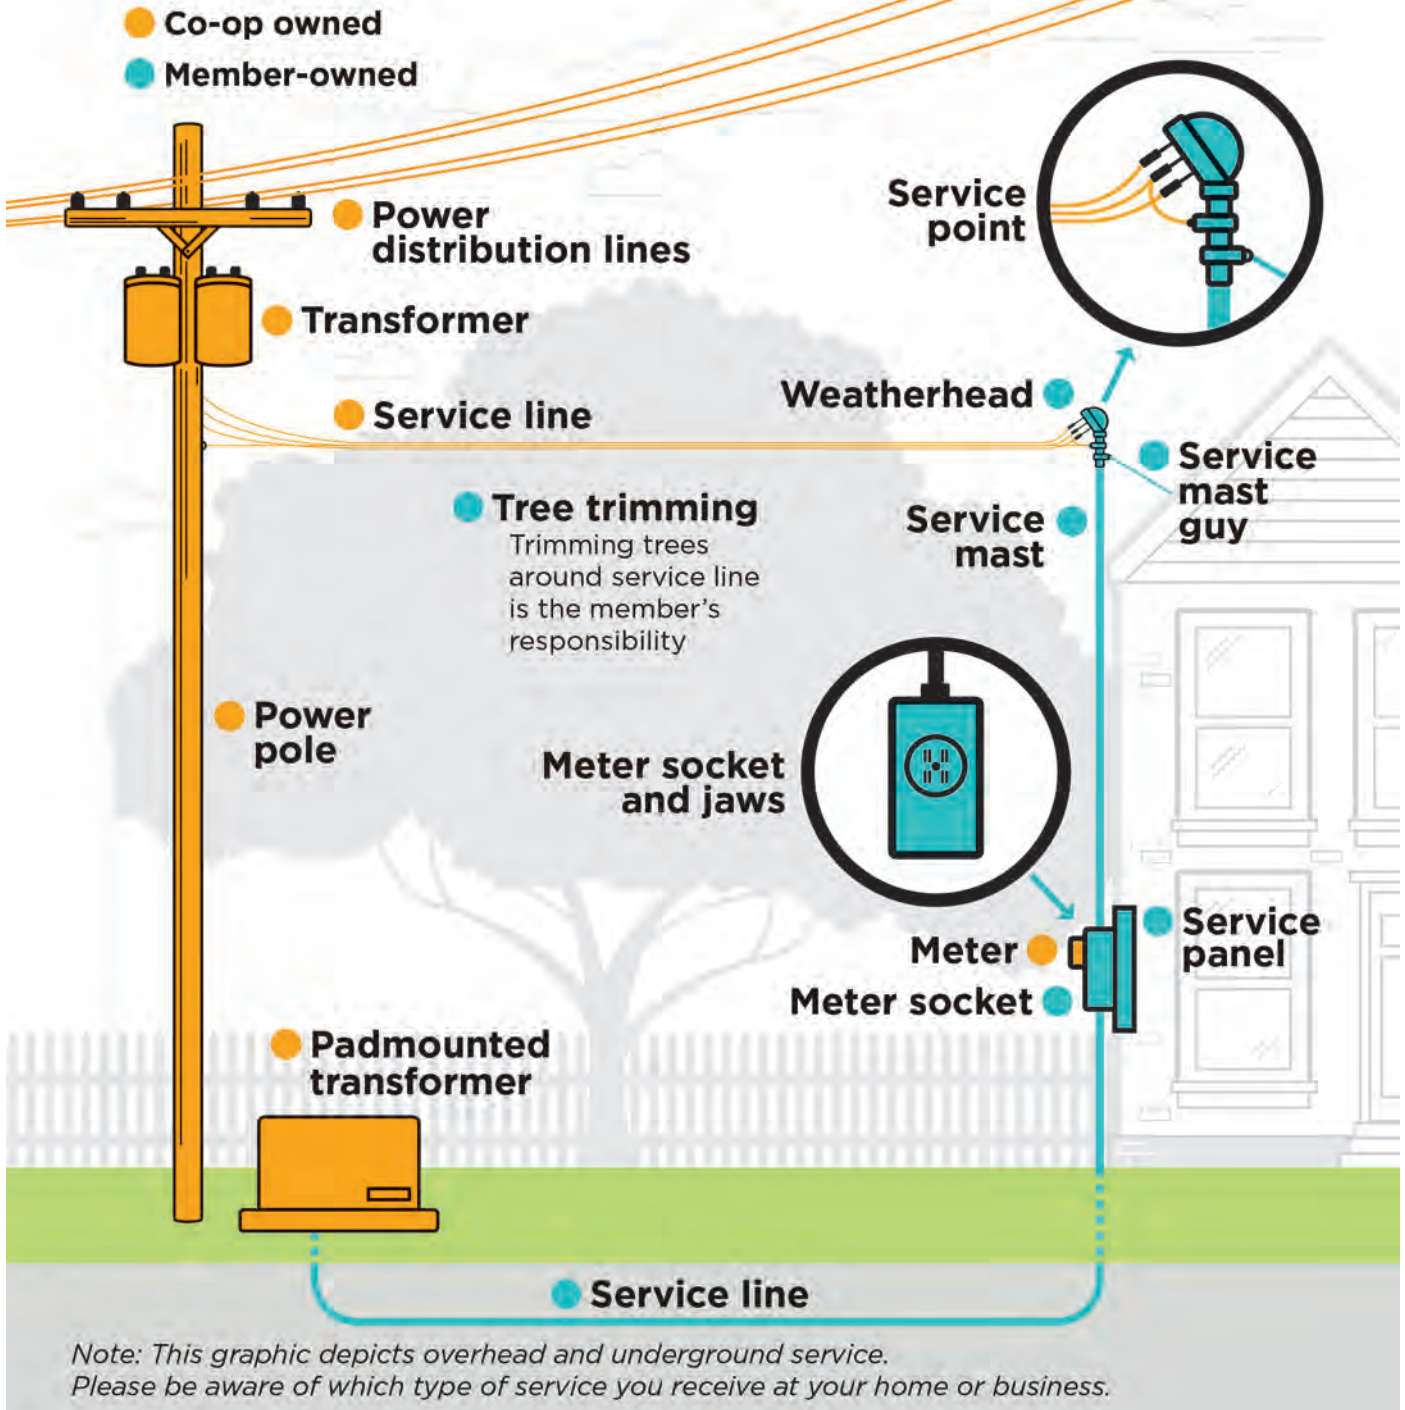 Co-op owned
Member-owned
Power
distribution lines
Service
point
Transformer
Weatherhead
Service line
Service
mast
guy
Tree trimming
Trimming trees
around service line
is the member's
responsibility
Service
mast
Power
pole
Meter socket
and jaws
Service
panel
Meter
Meter socket
Padmounted
transformer
Service line
Note: This graphic depicts overhead and underground service.
Please be aware of which type of service you receive at your home or business.